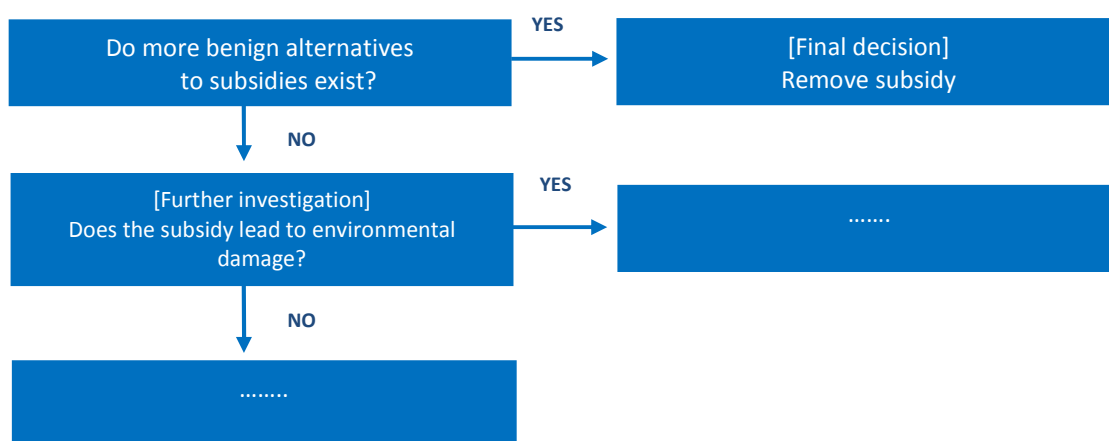 Do more benign alternatives
to subsidies exist?
YES
[Final decision]
Remove subsidy
NO
[Further investigation]
Does the subsidy lead to environmental
damage?
YES
.......
NO
........